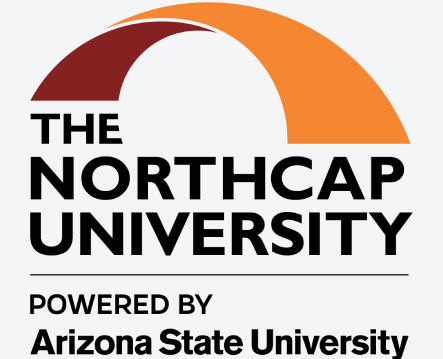 THE
NORTHCAP
UNIVERSITY
POWERED BY
Arizona State University